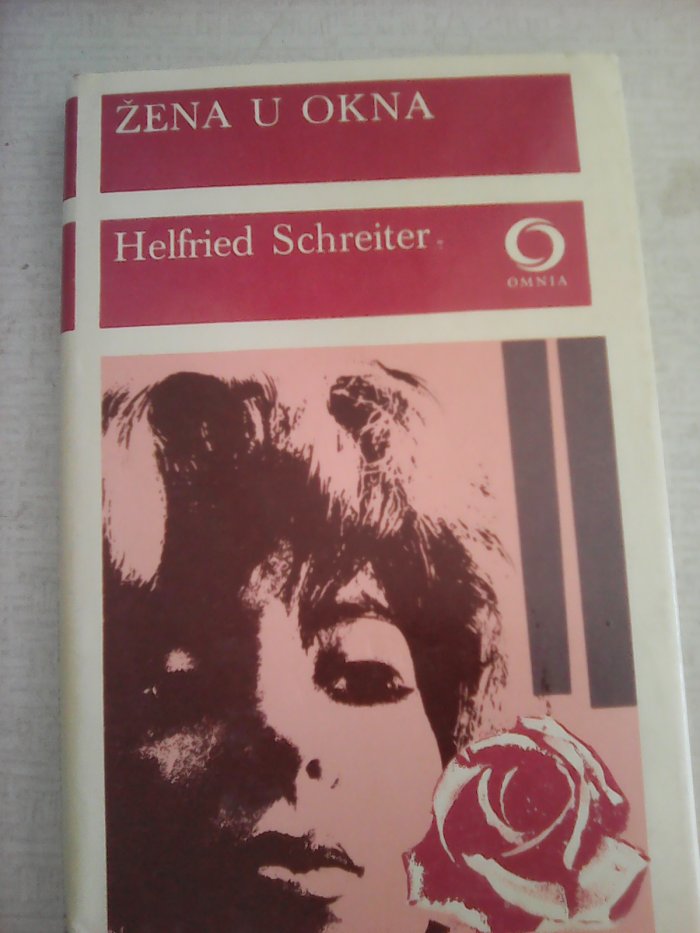 ŽENA U OKNA
Helfried Schreiter
OMNIA